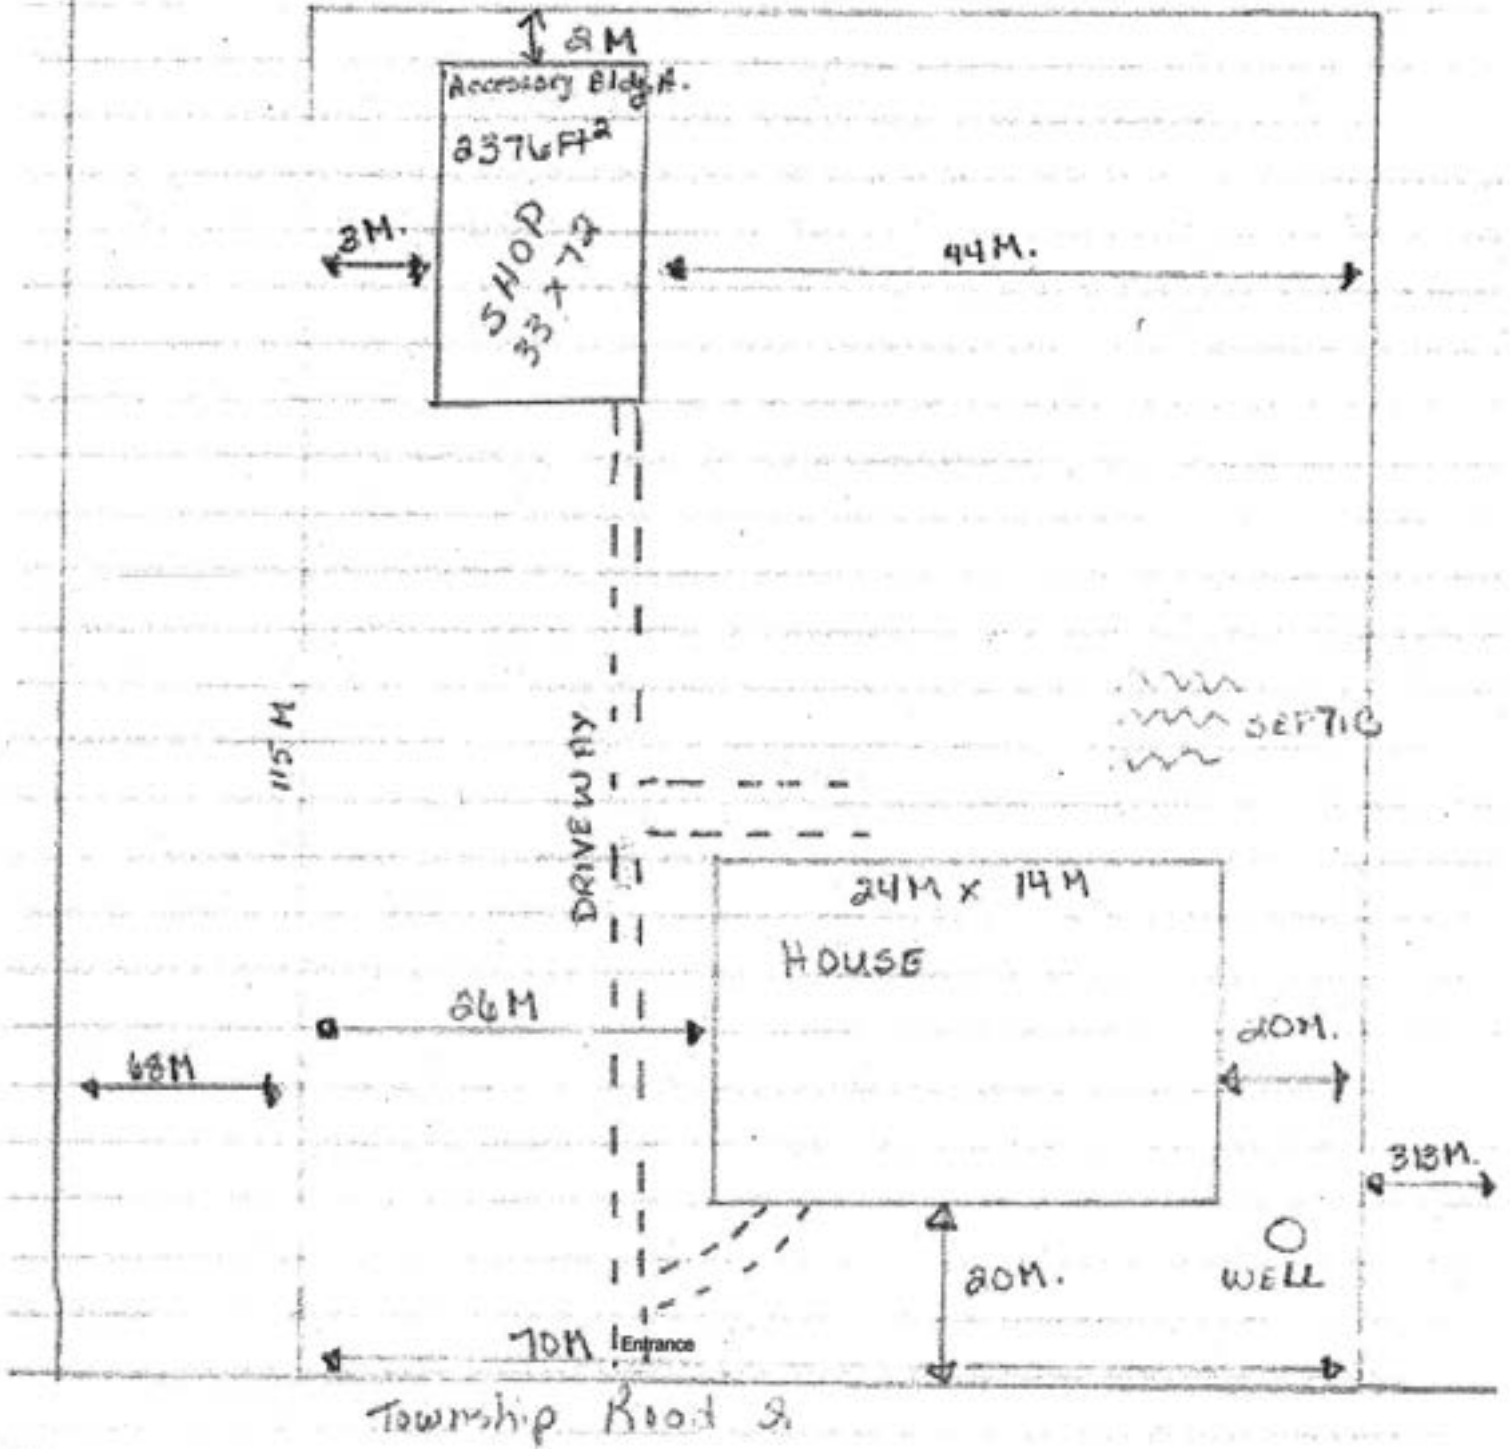 2M
Accessory Bldg A.
2376Ft²
3M.
SHOP
33 x 72
44M.
115 M
DRIVEWAY
SEPTIC
24M x 14M
HOUSE
26M
20M.
68M
313M.
20M.
WELL
70M
Entrance
Township Road 2